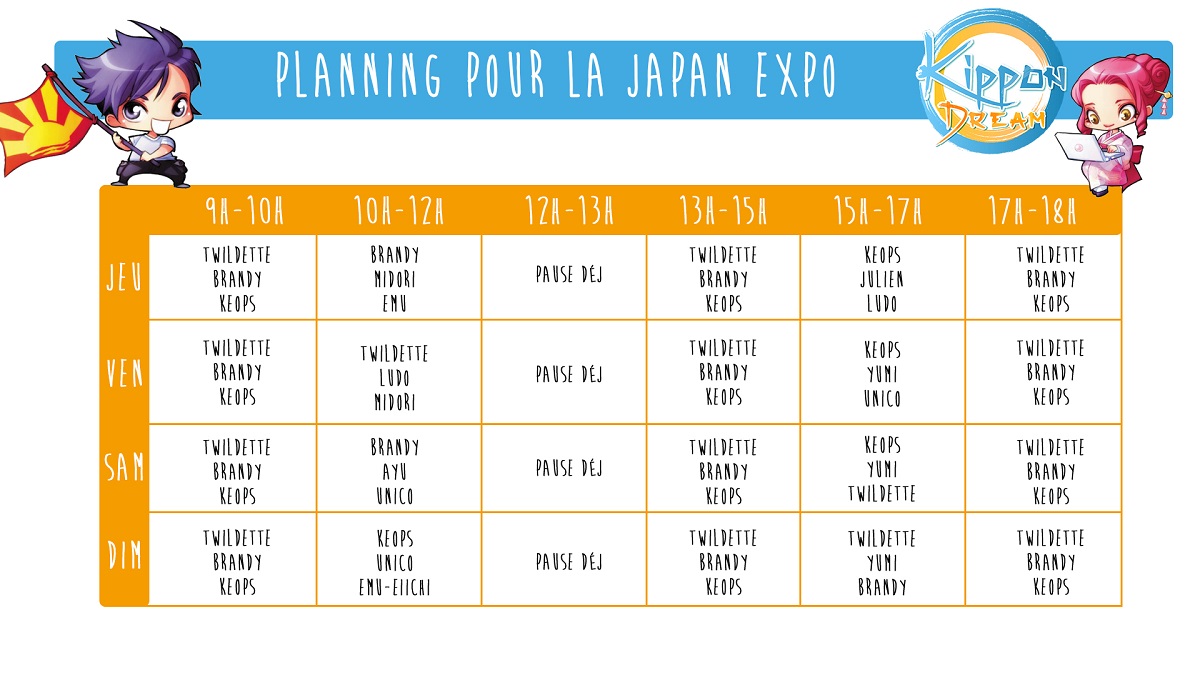 PLANNING POUR LA JAPAN EXPO
Kippon
Dream
9H-10H 10H-12H 12H-13H 13H-15H 15H-17H 17H-18H
JEU
TWILDETTE
BRANDY
KEOPS
BRANDY
MIDORI
EMU
PAUSE DÉJ
TWILDETTE
BRANDY
KEOPS
KEOPS
JULIEN
LUDO
TWILDETTE
BRANDY
KEOPS
VEN
TWILDETTE
BRANDY
KEOPS
TWILDETTE
LUDO
MIDORI
PAUSE DÉJ
TWILDETTE
BRANDY
KEOPS
KEOPS
YUMI
UNICO
TWILDETTE
BRANDY
KEOPS
SAM
TWILDETTE
BRANDY
KEOPS
BRANDY
AYU
UNICO
PAUSE DÉJ
TWILDETTE
BRANDY
KEOPS
KEOPS
YUMI
TWILDETTE
TWILDETTE
BRANDY
KEOPS
DIM
TWILDETTE
BRANDY
KEOPS
KEOPS
UNICO
EMU-EIICHI
PAUSE DÉJ
TWILDETTE
BRANDY
KEOPS
TWILDETTE
YUMI
BRANDY
TWILDETTE
BRANDY
KEOPS